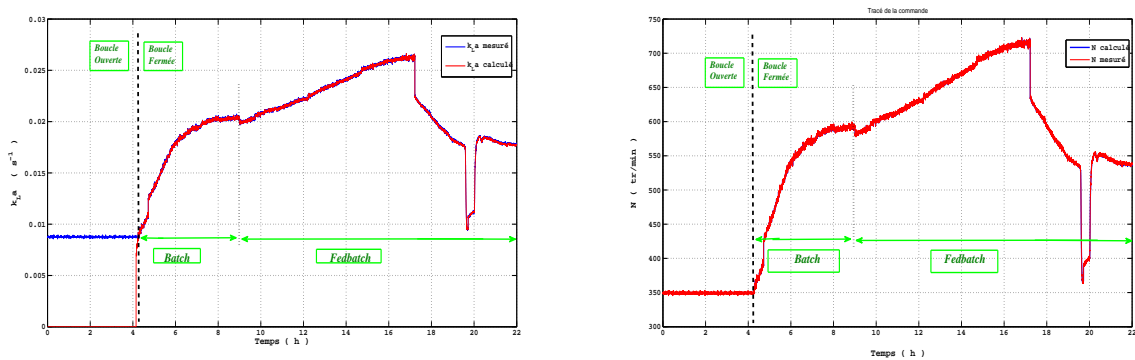 0.03
0.025
0.02
0.015
0.01
0.005
0
k_L a ( s^-1 )
Boucle Ouverte
Boucle Fermée
k_L a mesuré
k_L a calculé
Batch
Fedbatch
0 2 4 6 8 10 12 14 16 18 20 22
Temps ( h )
Tracé de la commande
750
700
650
600
550
500
450
400
350
300
N ( tr/min )
Boucle Ouverte
Boucle Fermée
N calculé
N mesuré
Batch
Fedbatch
0 2 4 6 8 10 12 14 16 18 20 22
Temps ( h )